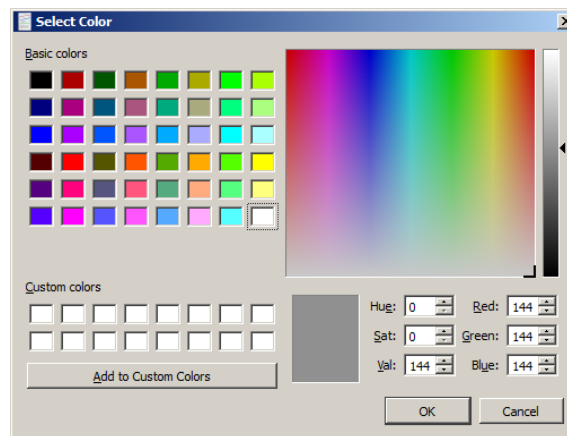 Select Color
Basic colors
Custom colors
Add to Custom Colors
Hue: 0 Red: 144
Sat: 0 Green: 144
Val: 144 Blue: 144
OK Cancel